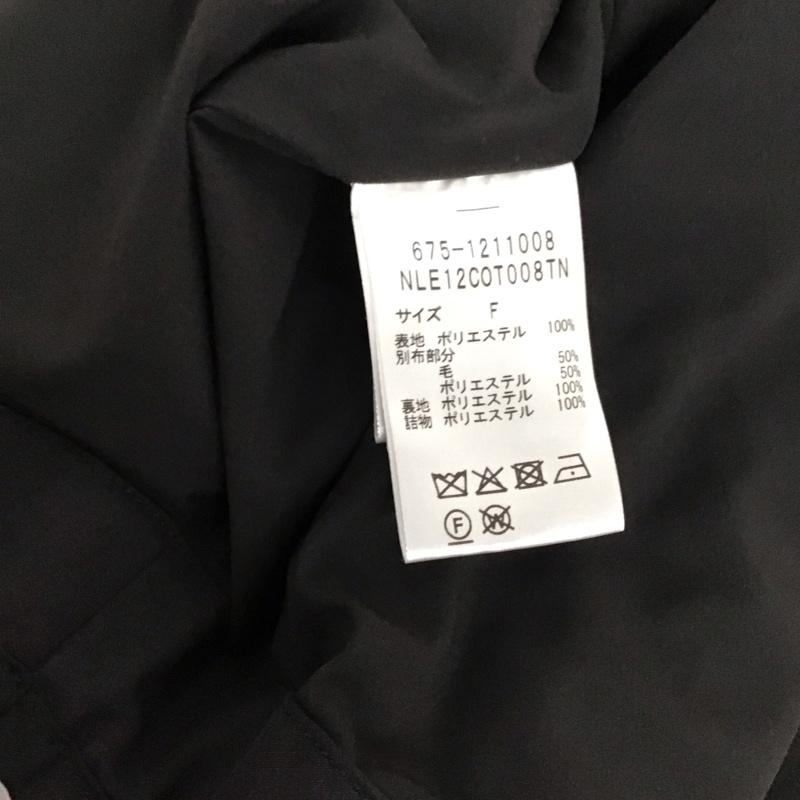 675-1211008
NLE12COT008TN
サイズ F
表地 ポリエステル 100%
別布部分
毛 50%
ポリエステル 50%
裏地 ポリエステル 100%
詰物 ポリエステル 100%
F
W